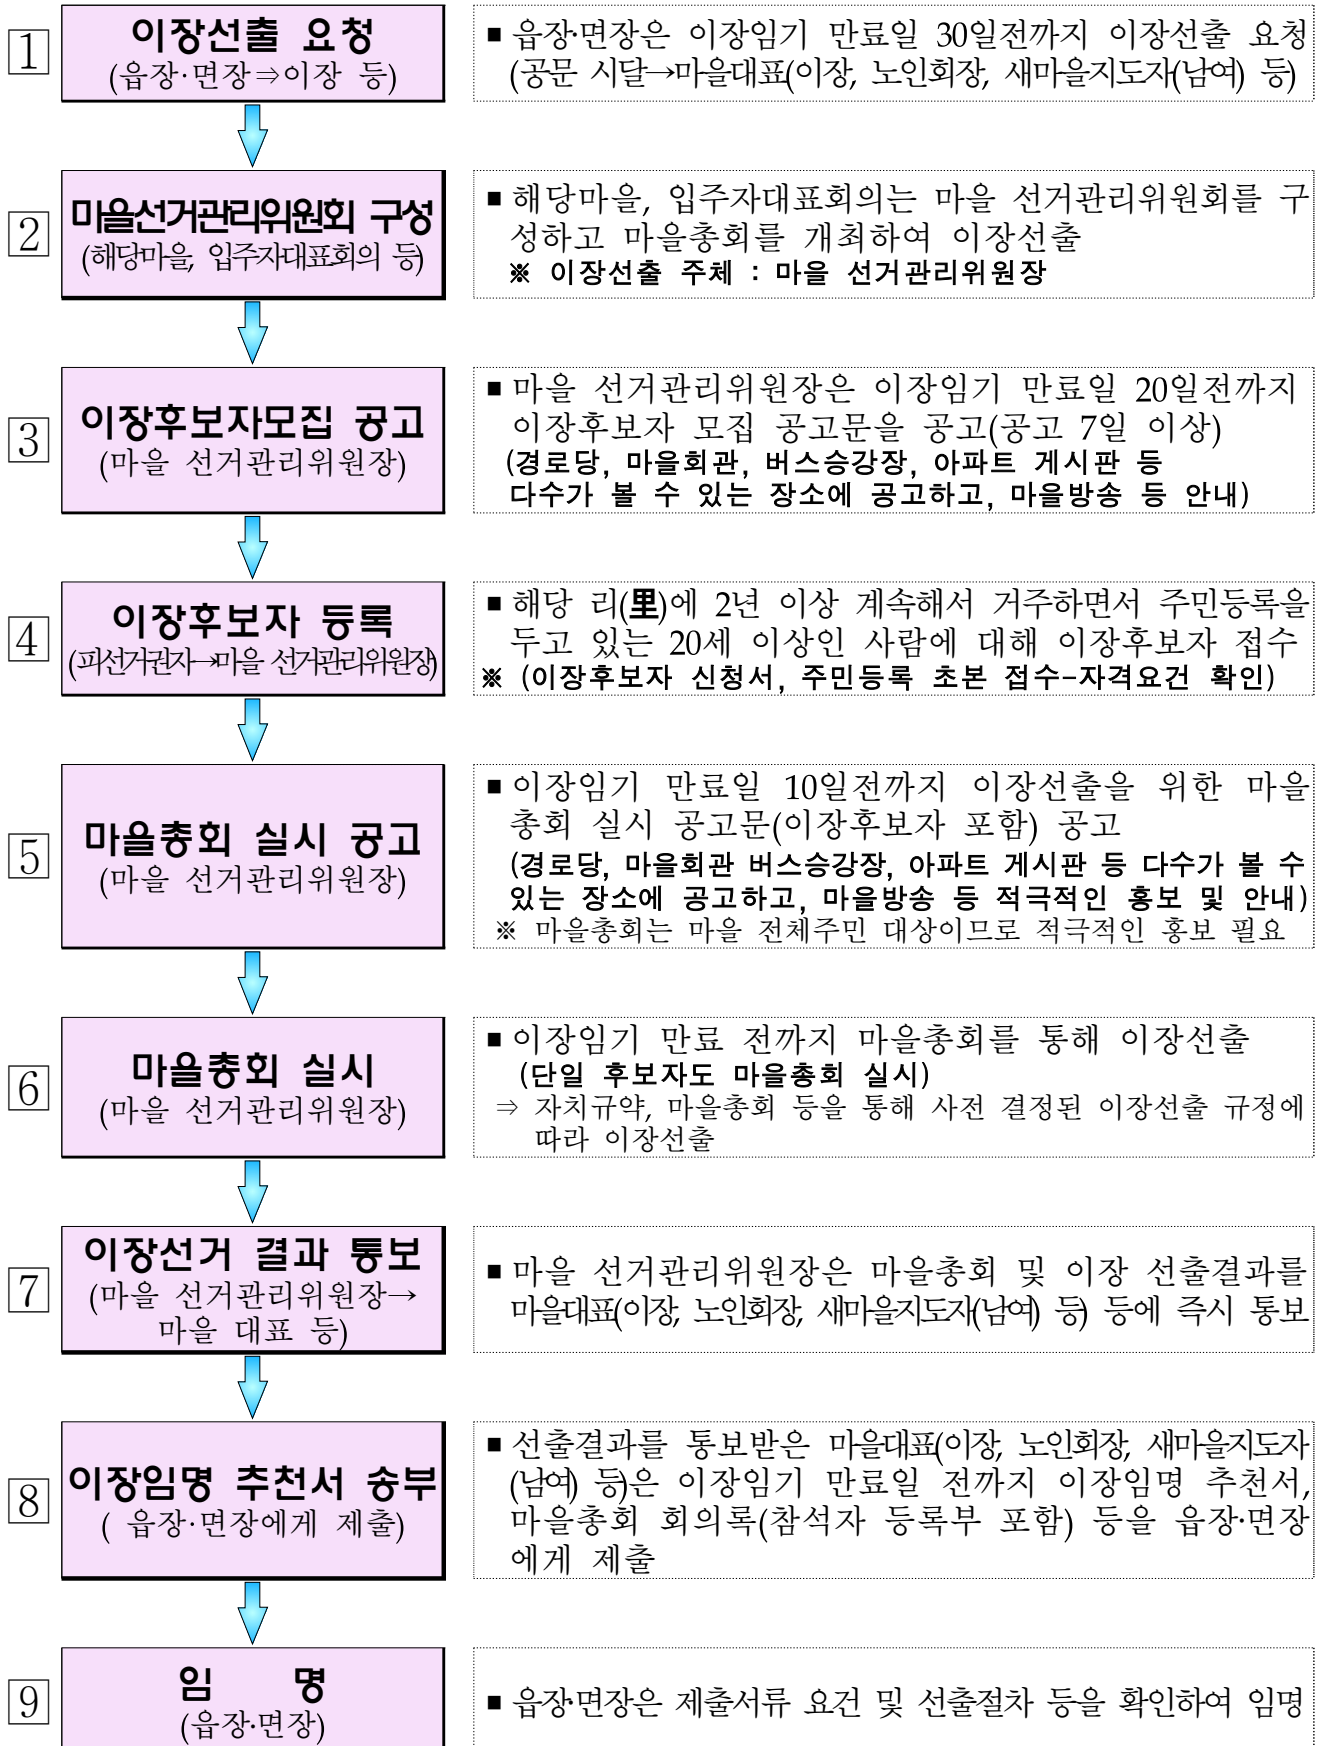 1
이장선출 요청
(읍장·면장⇒이장 등)
■ 읍장·면장은 이장임기 만료일 30일전까지 이장선출 요청
(공문 시달→마을대표(이장, 노인회장, 새마을지도자(남여) 등)
2
마을선거관리위원회 구성
(해당마을, 입주자대표회의 등)
■ 해당마을, 입주자대표회의는 마을 선거관리위원회를 구
성하고 마을총회를 개최하여 이장선출
※ 이장선출 주체 : 마을 선거관리위원장
3
이장후보자모집 공고
(마을 선거관리위원장)
■ 마을 선거관리위원장은 이장임기 만료일 20일전까지
이장후보자 모집 공고문을 공고(공고 7일 이상)
(경로당, 마을회관, 버스승강장, 아파트 게시판 등
다수가 볼 수 있는 장소에 공고하고, 마을방송 등 안내)
4
이장후보자 등록
(피선거권자→마을 선거관리위원장)
■ 해당 리(里)에 2년 이상 계속해서 거주하면서 주민등록을
두고 있는 20세 이상인 사람에 대해 이장후보자 접수
※ (이장후보자 신청서, 주민등록 초본 접수-자격요건 확인)
5
마을총회 실시 공고
(마을 선거관리위원장)
■ 이장임기 만료일 10일전까지 이장선출을 위한 마을
총회 실시 공고문(이장후보자 포함) 공고
(경로당, 마을회관 버스승강장, 아파트 게시판 등 다수가 볼 수
있는 장소에 공고하고, 마을방송 등 적극적인 홍보 및 안내)
※ 마을총회는 마을 전체주민 대상이므로 적극적인 홍보 필요
6
마을총회 실시
(마을 선거관리위원장)
■ 이장임기 만료 전까지 마을총회를 통해 이장선출
(단일 후보자도 마을총회 실시)
⇒ 자치규약, 마을총회 등을 통해 사전 결정된 이장선출 규정에
따라 이장선출
7
이장선거 결과 통보
(마을 선거관리위원장→
마을 대표 등)
■ 마을 선거관리위원장은 마을총회 및 이장 선출결과를
마을대표(이장, 노인회장, 새마을지도자(남여) 등) 등에 즉시 통보
8
이장임명 추천서 송부
( 읍장·면장에게 제출)
■ 선출결과를 통보받은 마을대표(이장, 노인회장, 새마을지도자
(남여) 등)은 이장임기 만료일 전까지 이장임명 추천서,
마을총회 회의록(참석자 등록부 포함) 등을 읍장·면장
에게 제출
9
임 명
(읍장·면장)
■ 읍장·면장은 제출서류 요건 및 선출절차 등을 확인하여 임명